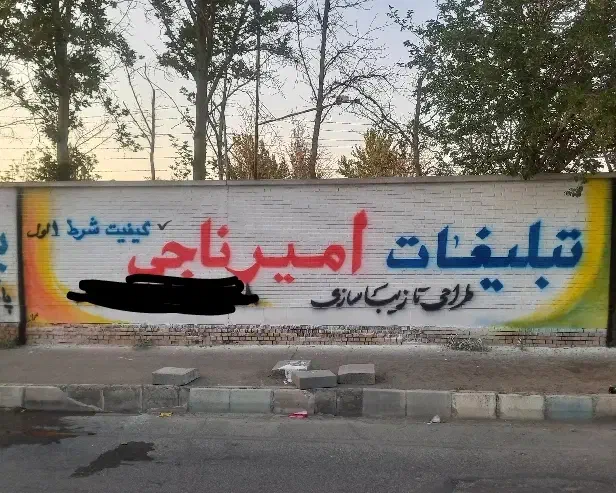 تبلیغات امیرناجی
کیفیت شرط اول
طراحی تا زیباسازی